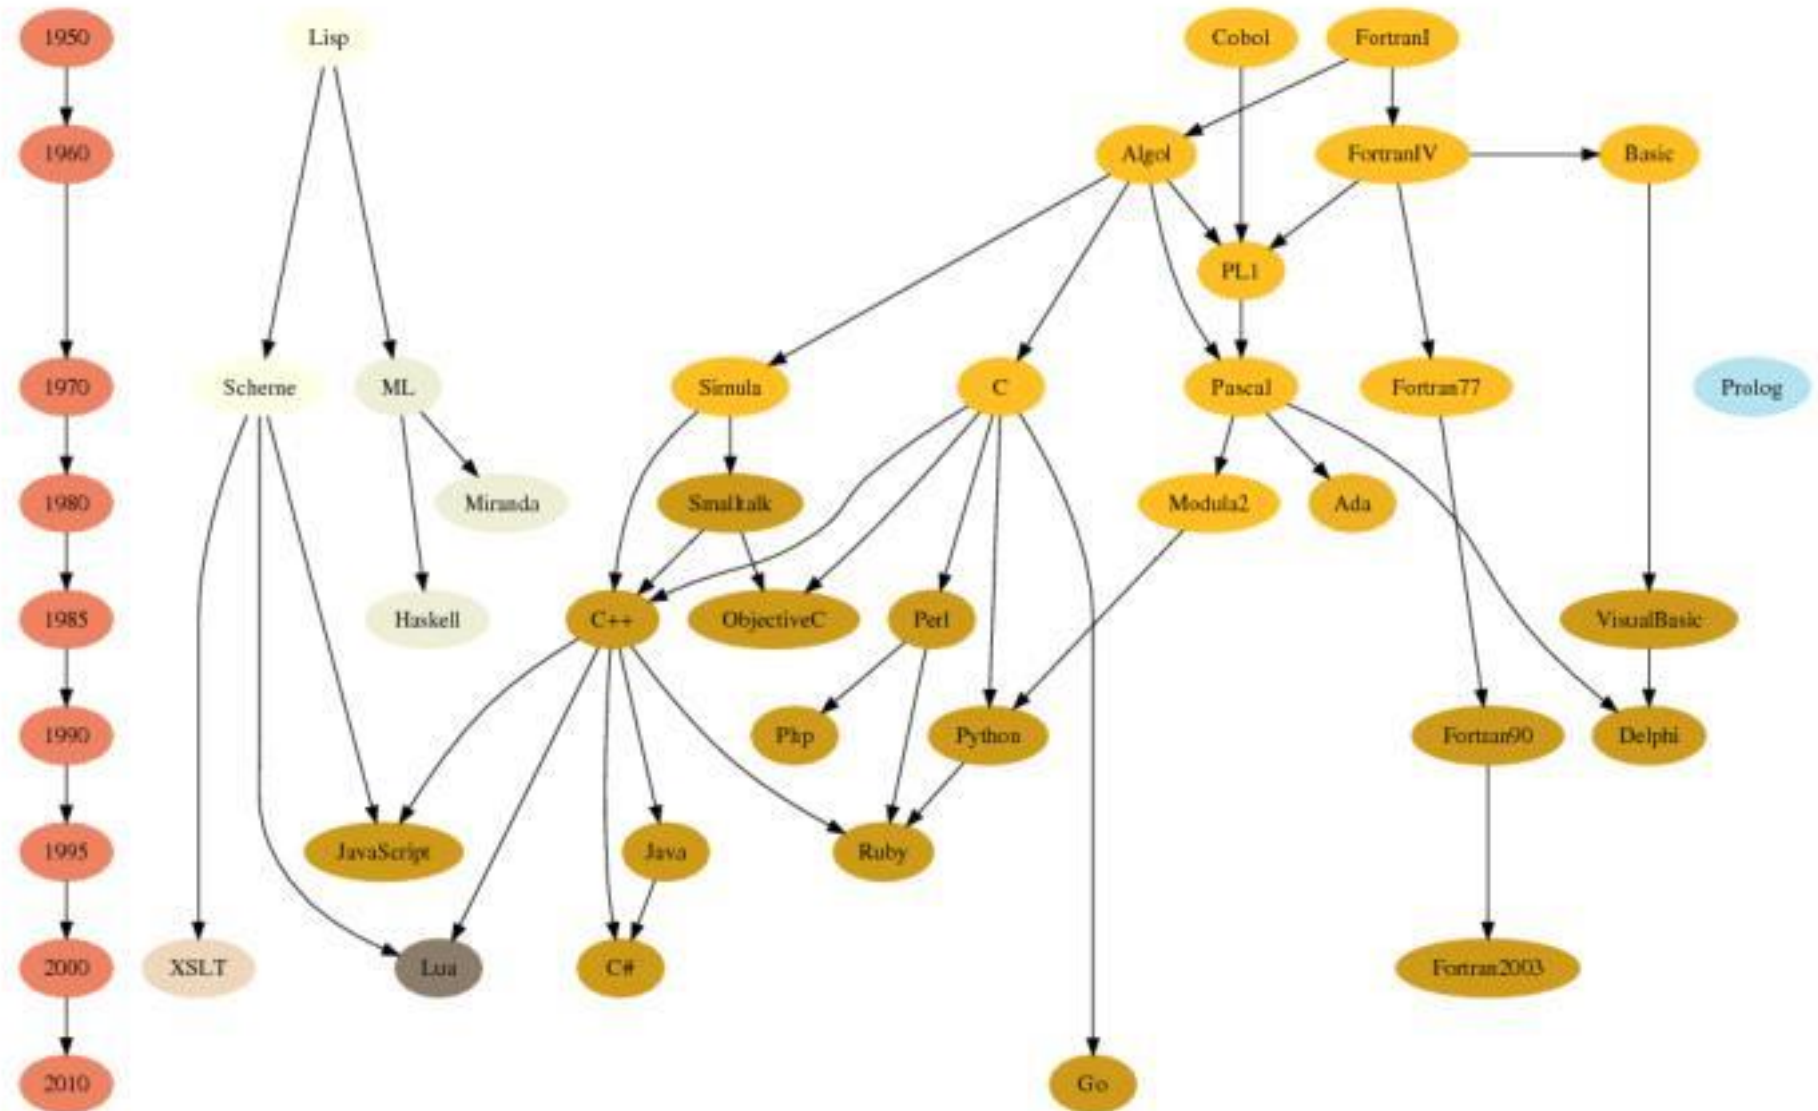 1950
Lisp
Cobol
FortranI
1960
Algol
FortranIV
Basic
PL1
1970
Scheme
ML
Simula
C
Pascal
Fortran77
Prolog
1980
Miranda
Smalltalk
Modula2
Ada
1985
Haskell
C++
ObjectiveC
Perl
VisualBasic
1990
Php
Python
Fortran90
Delphi
1995
JavaScript
Java
Ruby
2000
XSLT
Lua
C#
Fortran2003
2010
Go